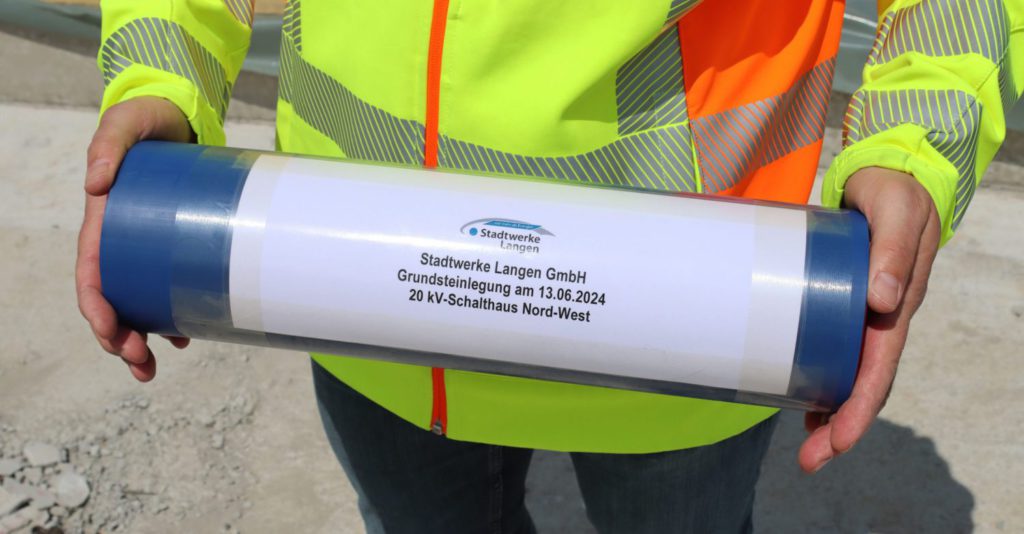 Stadtwerke
Langen
Stadtwerke Langen GmbH
Grundsteinlegung am 13.06.2024
20 kV-Schalthaus Nord-West